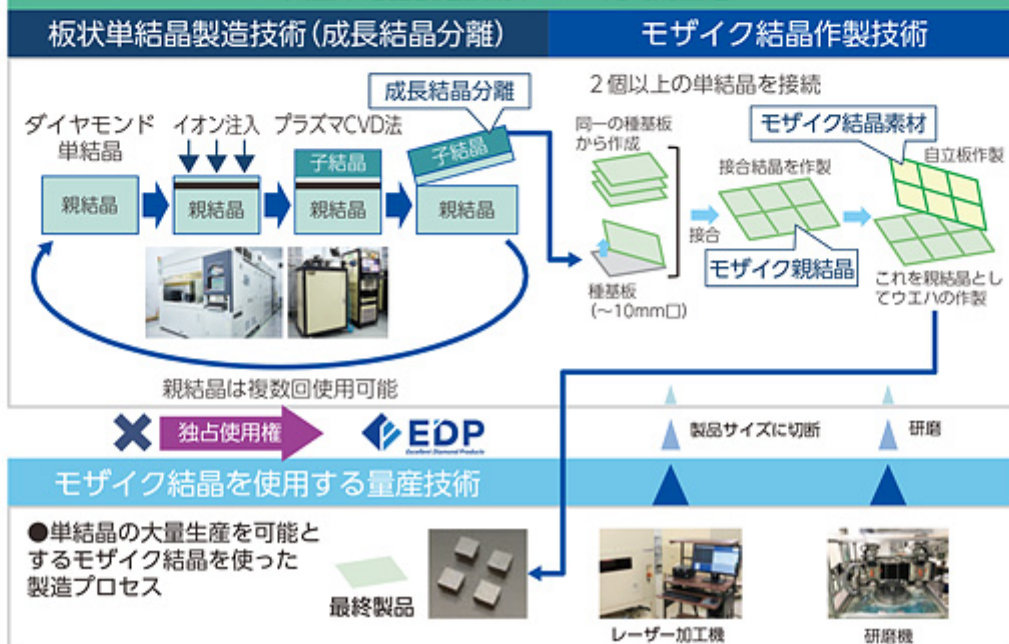 板状単結晶製造技術(成長結晶分離)
モザイク結晶作製技術
成長結晶分離
ダイヤモンド
単結晶
イオン注入
プラズマCVD法
子結晶
子結晶
親結晶
親結晶
親結晶
親結晶
親結晶は複数回使用可能
2個以上の単結晶を接続
同一の種基板
から作成
モザイク結晶素材
自立板作製
接合結晶を作製
接合
モザイク親結晶
種基板
(~10mm口)
これを親結晶とし
てウエハの作製
独占使用権
EDP
Excellent Diamond Products
製品サイズに切断
研磨
モザイク結晶を使用する量産技術
●単結晶の大量生産を可能と
するモザイク結晶を使った
製造プロセス
最終製品
レーザー加工機
研磨機